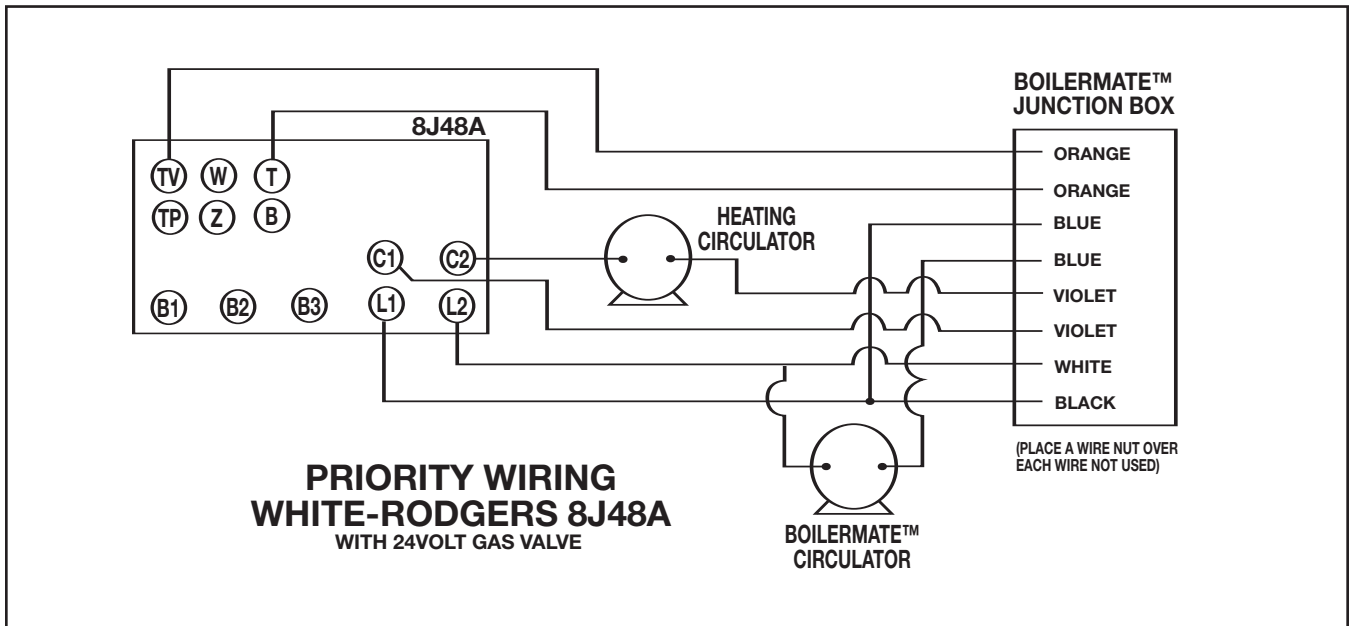 BOILERMATE™
JUNCTION BOX
8J48A
TV W T
TP Z B
C1 C2
B1 B2 B3 L1 L2
HEATING
CIRCULATOR
ORANGE
ORANGE
BLUE
BLUE
VIOLET
VIOLET
WHITE
BLACK
(PLACE A WIRE NUT OVER
EACH WIRE NOT USED)
PRIORITY WIRING
WHITE-RODGERS 8J48A
WITH 24VOLT GAS VALVE
BOILERMATE™
CIRCULATOR